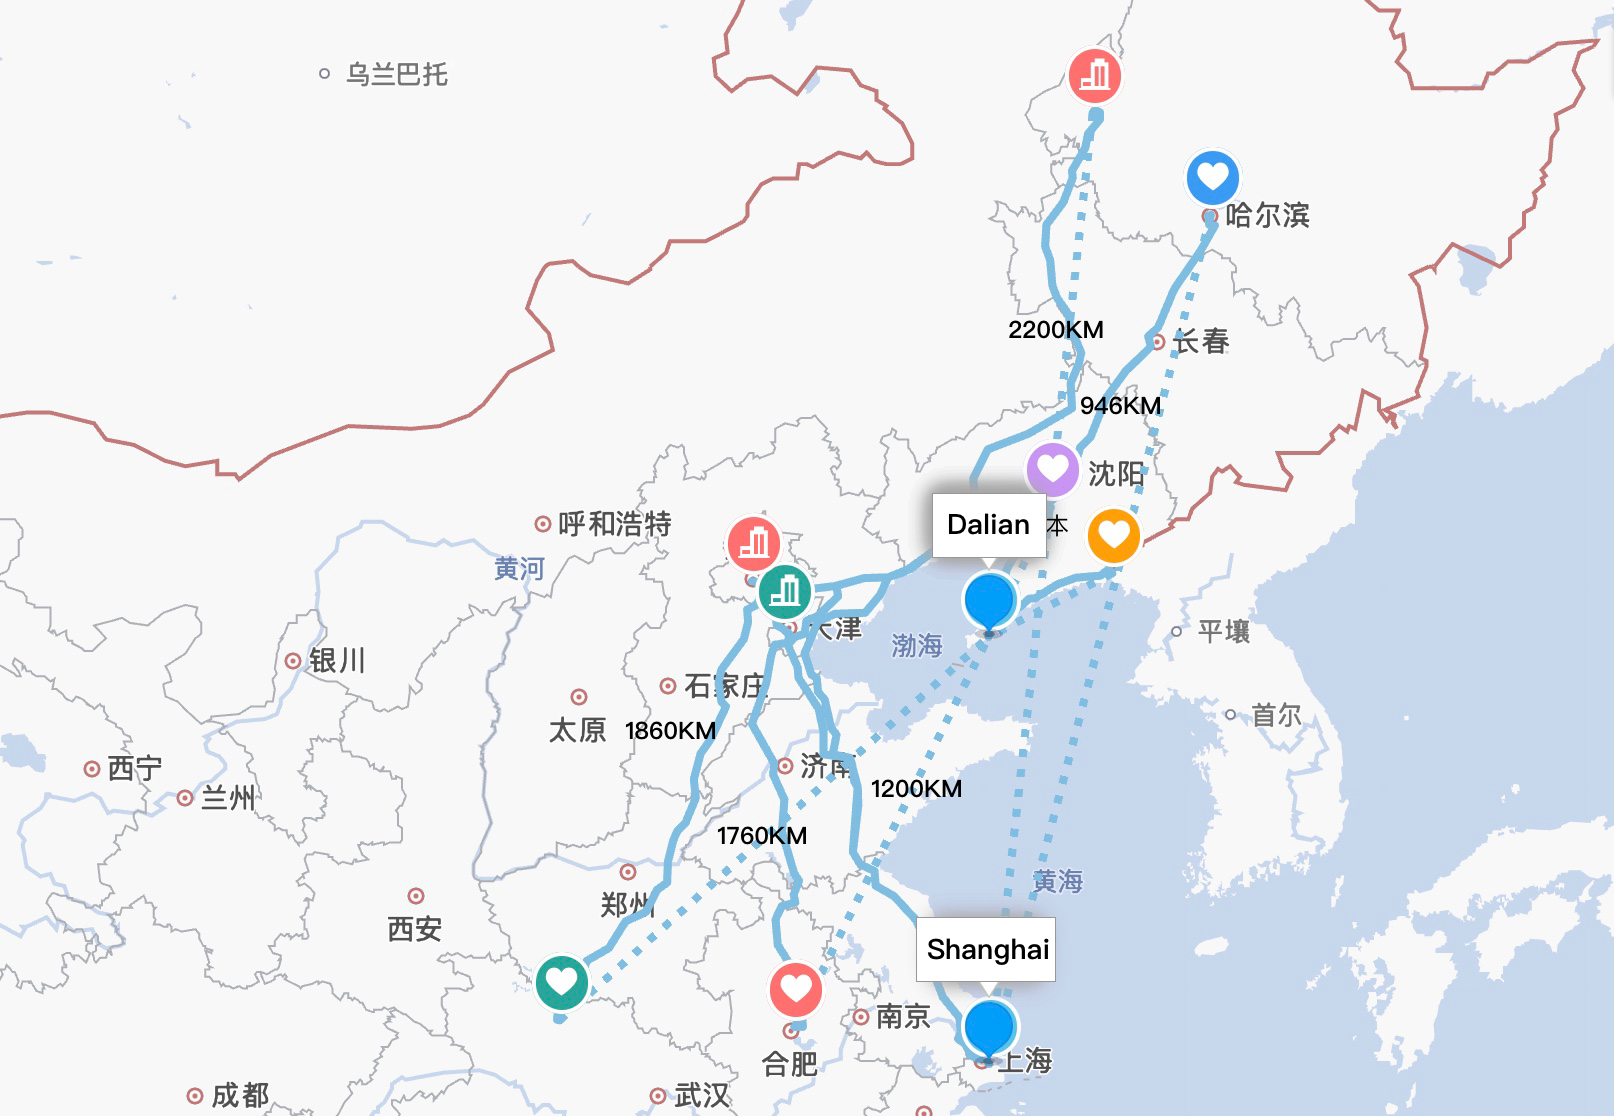 乌兰巴托
哈尔滨
2200KM
长春
946KM
沈阳
Dalian
本
呼和浩特
黄河
天津
渤海
平壤
银川
石家庄
首尔
太原
1860KM
西宁
济南
兰州
1200KM
1760KM
黄海
郑州
西安
Shanghai
南京
合肥
上海
成都
武汉